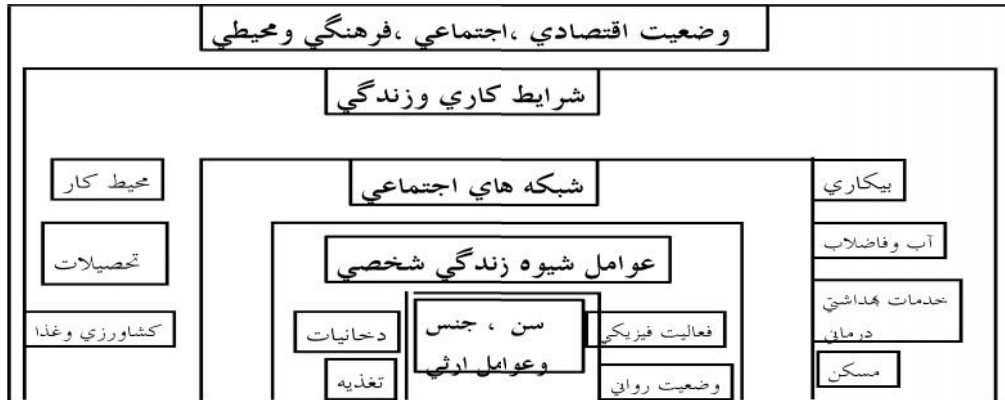 وضعيت اقتصادي ،اجتماعي ،فرهنگي ومحيطي
شرايط كاري وزندگي
بيكاري
شبكه هاي اجتماعي
محيط كار
آب وفاضلاب
عوامل شيوه زندگي شخصي
تحصيلات
خدمات بهداشتي
درماني
فعاليت فيزيكي
سن ، جنس
وعوامل ارثي
دخانيات
كشاورزي وغذا
مسكن
وضعيت رواني
تغذيه